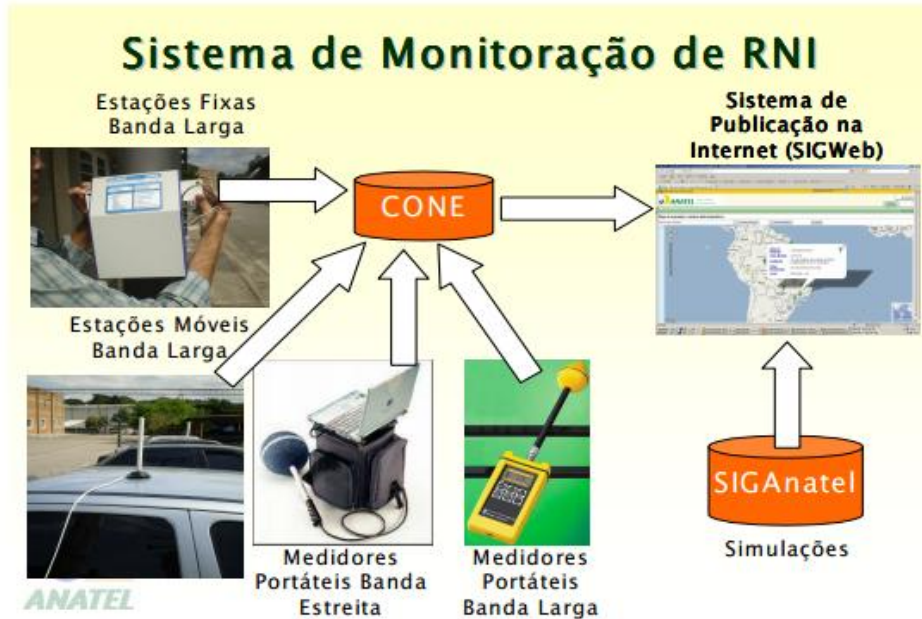 Sistema de Monitoração de RNI
Estações Fixas
Banda Larga
Sistema de
Publicação na
Internet (SIGWeb)
CONE
ANATEL
Estações Móveis
Banda Larga
SIGAnatel
Simulações
Medidores
Portáteis Banda
Estreita
Medidores
Portáteis
Banda Larga
ANATEL